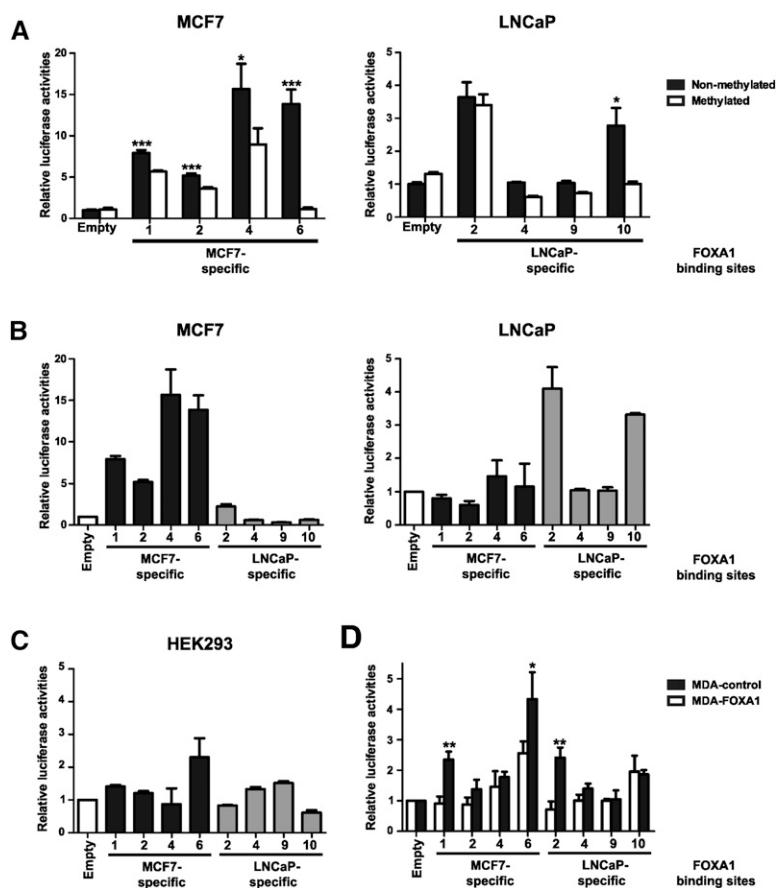 A
MCF7
LNCaP
Relative luciferase activities
20
15
10
5
0
***
***
*
***
Empty
1
2
4
6
MCF7-
specific
Relative luciferase activities
5
4
3
2
1
0
*
Empty
2
4
9
10
LNCaP-
specific
Non-methylated
Methylated
FOXA1
binding sites
B
MCF7
LNCaP
Relative luciferase activities
20
15
10
5
0
Empty
1
2
4
6
2
4
9
10
MCF7-
specific
LNCaP-
specific
Relative luciferase activities
5
4
3
2
1
0
Empty
1
2
4
6
2
4
9
10
MCF7-
specific
LNCaP-
specific
FOXA1
binding sites
C
HEK293
Relative luciferase activities
5
4
3
2
1
0
Empty
1
2
4
6
2
4
9
10
MCF7-
specific
LNCaP-
specific
D
Relative luciferase activities
5
4
3
2
1
0
**
*
**
Empty
1
2
4
6
2
4
9
10
MCF7-
specific
LNCaP-
specific
MDA-control
MDA-FOXA1
FOXA1
binding sites